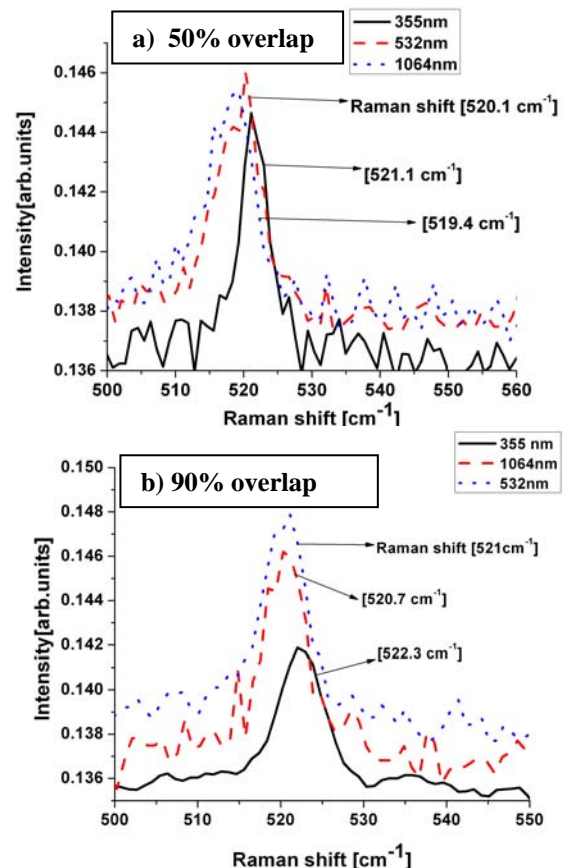 a) 50% overlap
355nm
532nm
1064nm
0.146
0.144
0.142
0.140
0.138
0.136
Intensity[arb.units]
Raman shift [520.1 cm⁻¹]
[521.1 cm⁻¹]
[519.4 cm⁻¹]
500 510 520 530 540 550 560
Raman shift [cm⁻¹]
b) 90% overlap
355 nm
1064nm
532nm
0.150
0.148
0.146
0.144
0.142
0.140
0.138
0.136
Intensity[arb.units]
Raman shift [521cm⁻¹]
[520.7 cm⁻¹]
[522.3 cm⁻¹]
500 510 520 530 540 550
Raman shift [cm⁻¹]